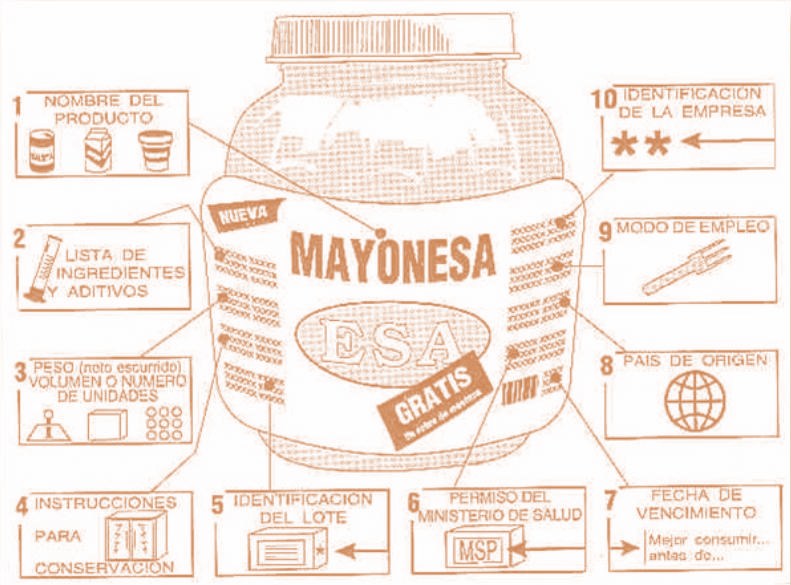 1 NOMBRE DEL
PRODUCTO
2 LISTA DE
INGREDIENTES
Y ADITIVOS
3 PESO (neto escurrido)
VOLUMEN O NUMERO
DE UNIDADES
4 INSTRUCCIONES
PARA
CONSERVACIÓN
NUEVA
MAYONESA
ESA
GRATIS
5 IDENTIFICACION
DEL LOTE
*
6 PERMISO DEL
MINISTERIO DE SALUD
MSP
7 FECHA DE
VENCIMIENTO
Mejor consumir...
antes de...
8 PAIS DE ORIGEN
9 MODO DE EMPLEO
10 IDENTIFICACION
DE LA EMPRESA
**